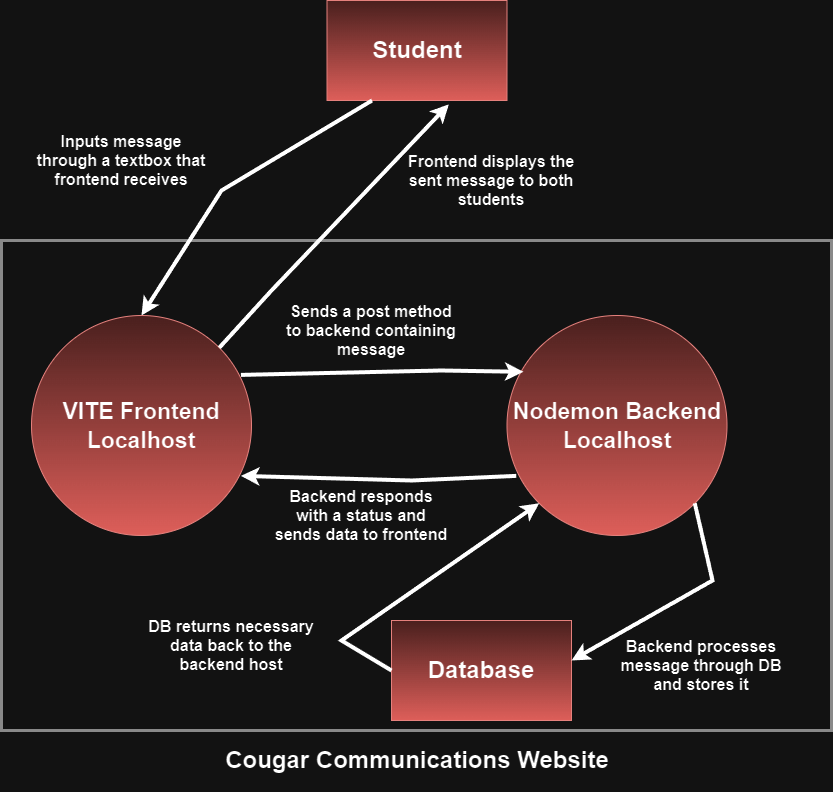 Student
Inputs message
through a textbox that
frontend receives
Frontend displays the
sent message to both
students
Sends a post method
to backend containing
message
VITE Frontend
Localhost
Nodemon Backend
Localhost
Backend responds
with a status and
sends data to frontend
DB returns necessary
data back to the
backend host
Database
Backend processes
message through DB
and stores it
Cougar Communications Website